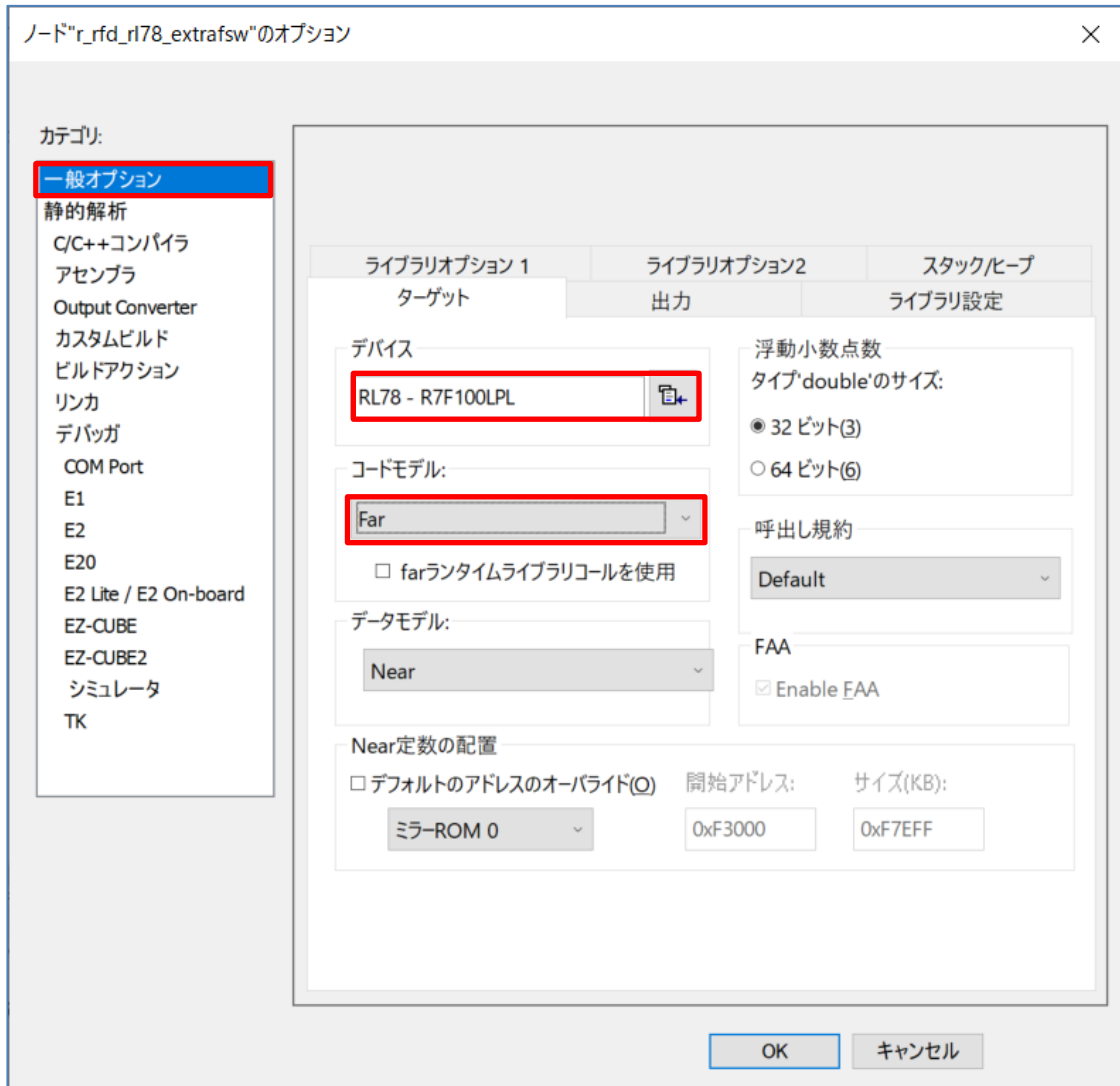 ノード"r_rfd_rl78_extrafsw"のオプション
カテゴリ:
一般オプション
静的解析
C/C++コンパイラ
アセンブラ
Output Converter
カスタムビルド
ビルドアクション
リンカ
デバッガ
COM Port
E1
E2
E20
E2 Lite / E2 On-board
EZ-CUBE
EZ-CUBE2
シミュレータ
TK
ライブラリオプション 1
ライブラリオプション2
スタック/ヒープ
ターゲット
出力
ライブラリ設定
デバイス
RL78 - R7F100LPL
コードモデル:
Far
farランタイムライブラリコールを使用
データモデル:
Near
浮動小数点数
タイプ'double'のサイズ:
32 ビット(3)
64 ビット(6)
呼出し規約
Default
FAA
Enable FAA
Near定数の配置
デフォルトのアドレスのオーバライド(O)
開始アドレス:
サイズ(KB):
ミラーROM 0
0xF3000
0xF7EFF
OK
キャンセル